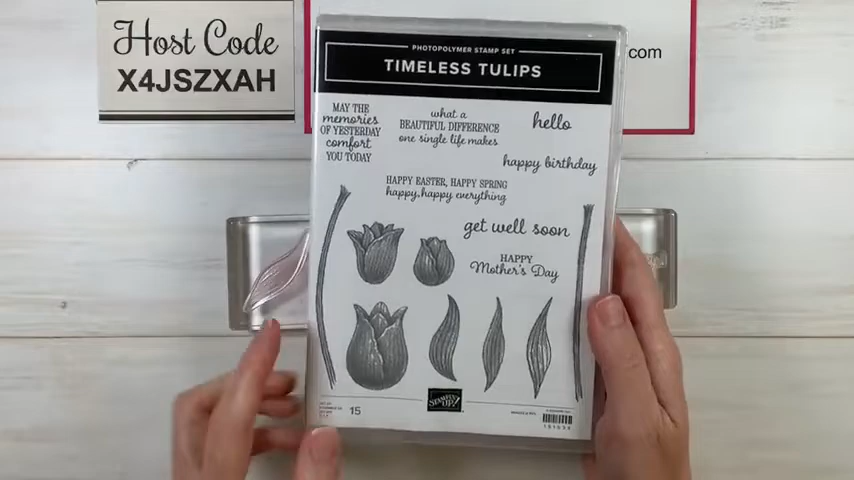 Host Code
X4JSZXAH
com
PHOTOPOLYMER STAMP SET
TIMELESS TULIPS
MAY THE
memories
OF YESTERDAY
comfort
YOU TODAY
what a
BEAUTIFUL DIFFERENCE
one single life makes
hello
happy birthday
HAPPY EASTER, HAPPY SPRING
happy, happy everything
get well soon
HAPPY
Mother's Day
STAMPIN' UP!
15